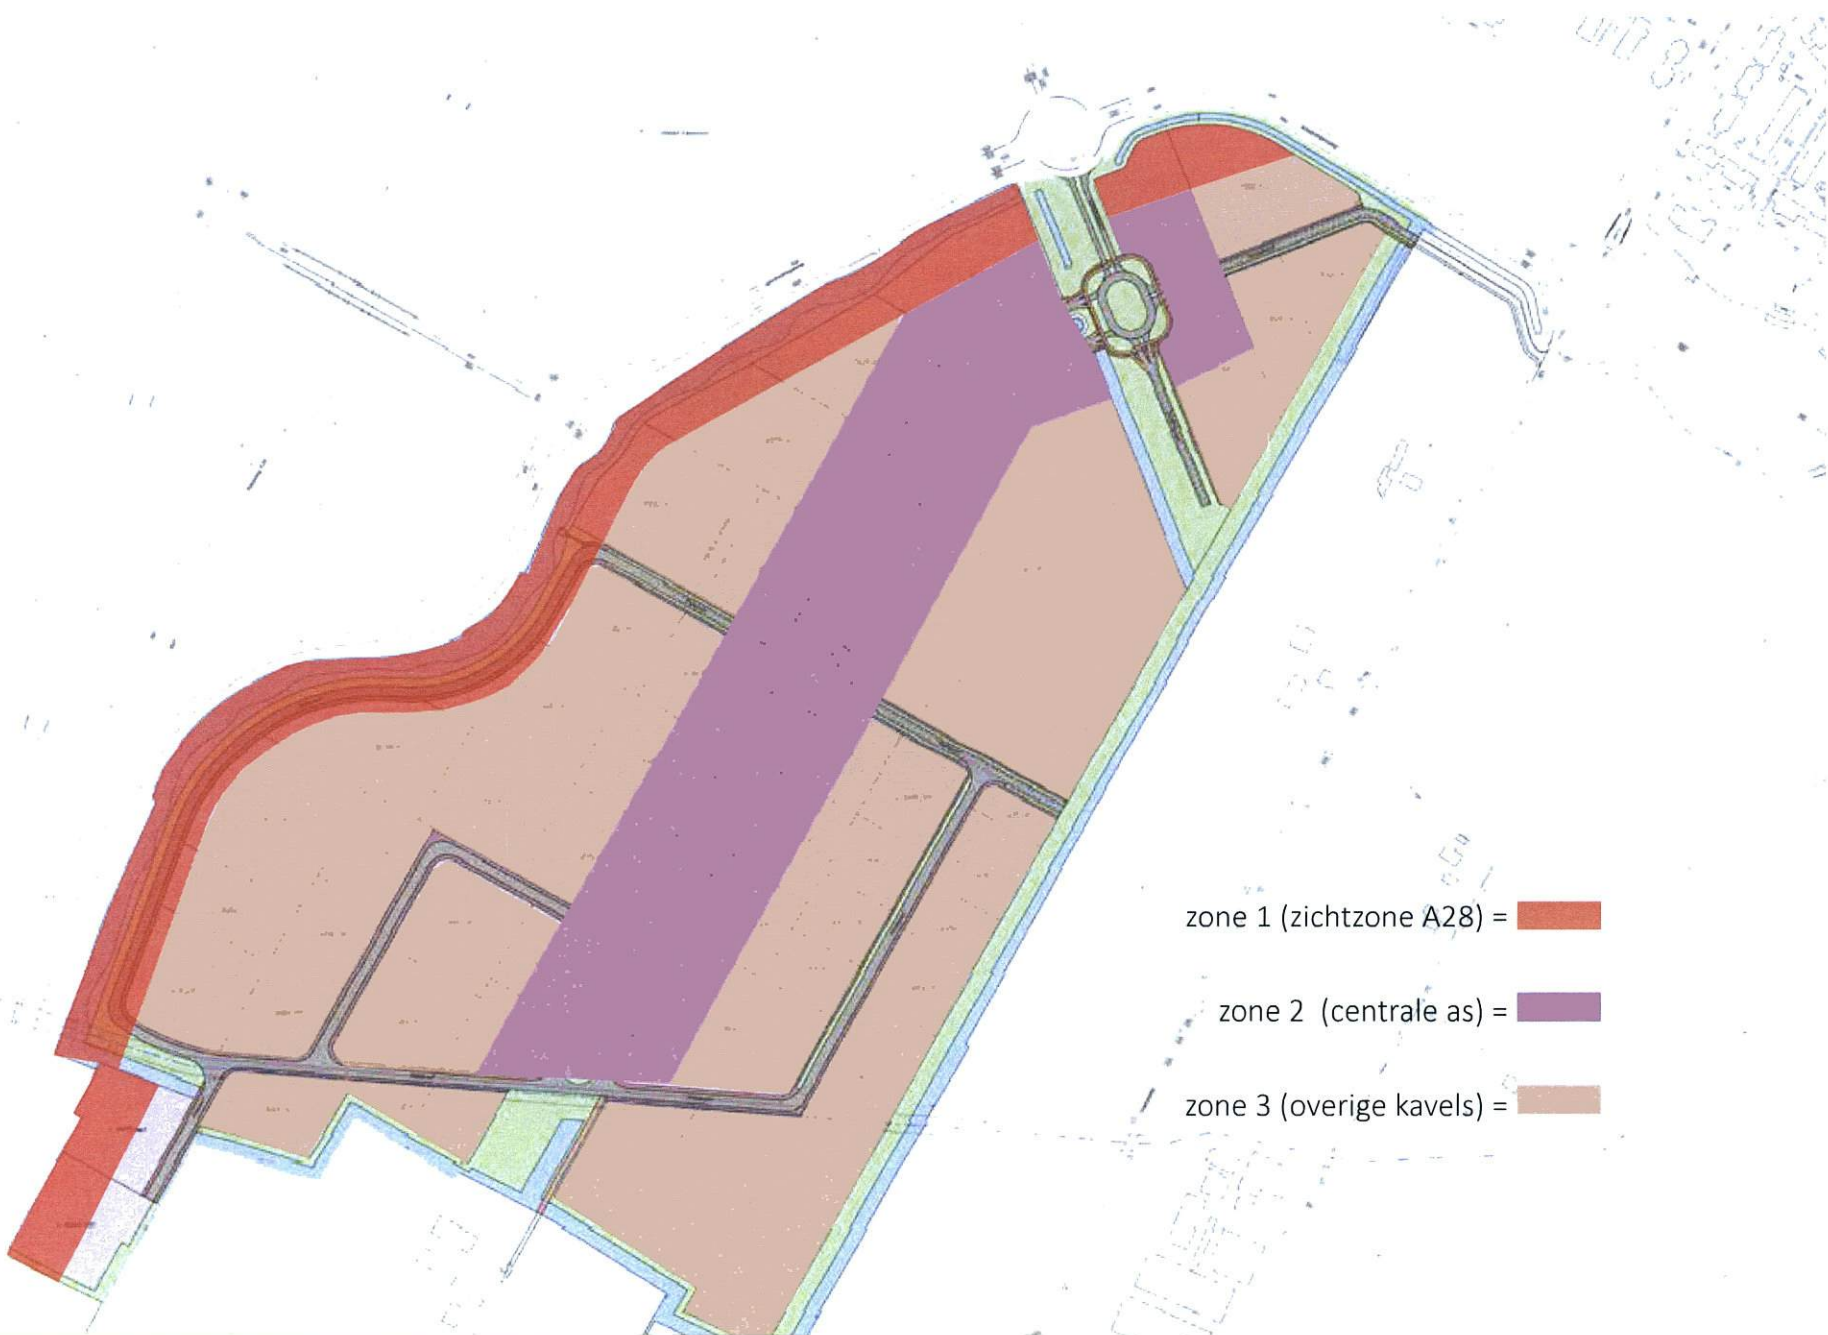 zone 1 (zichtzone A28) =
zone 2 (centrale as) =
zone 3 (overige kavels) =